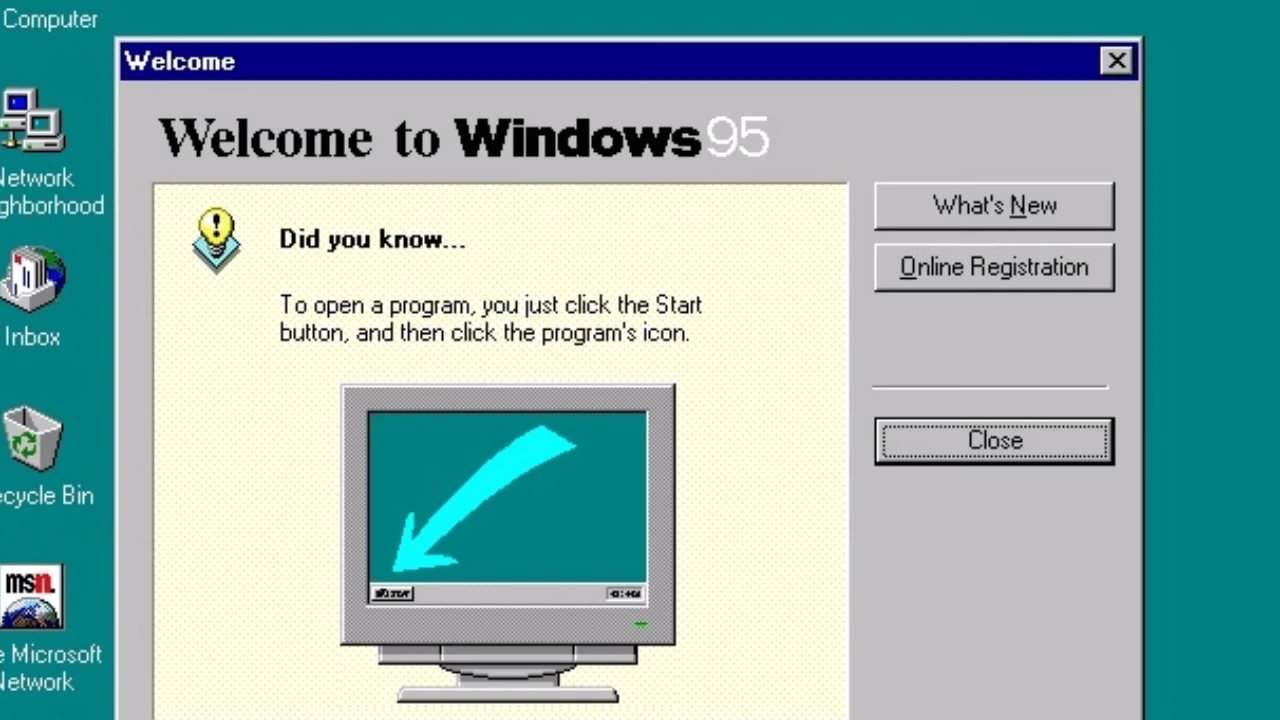 Computer
Welcome
Welcome to Windows 95
Network
ghborhood
What's New
Did you know...
Online Registration
To open a program, you just click the Start
button, and then click the program's icon.
Inbox
Close
ecycle Bin
msn.
e Microsoft
Network